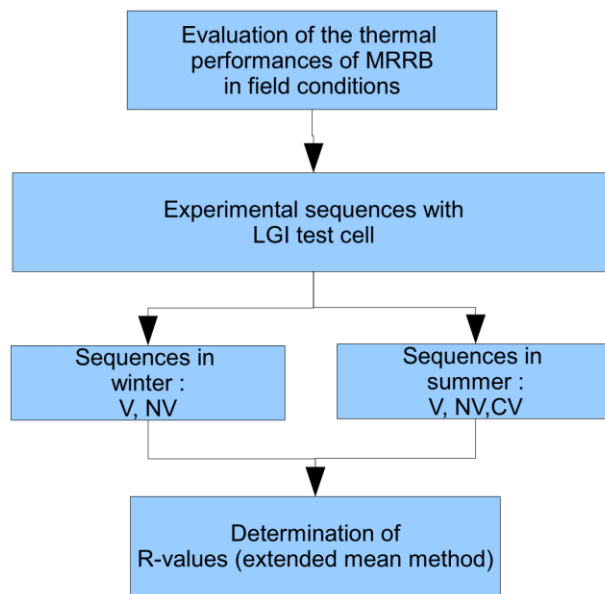 Evaluation of the thermal
performances of MRRB
in field conditions
Experimental sequences with
LGI test cell
Sequences in
winter :
V, NV
Sequences in
summer :
V, NV,CV
Determination of
R-values (extended mean method)